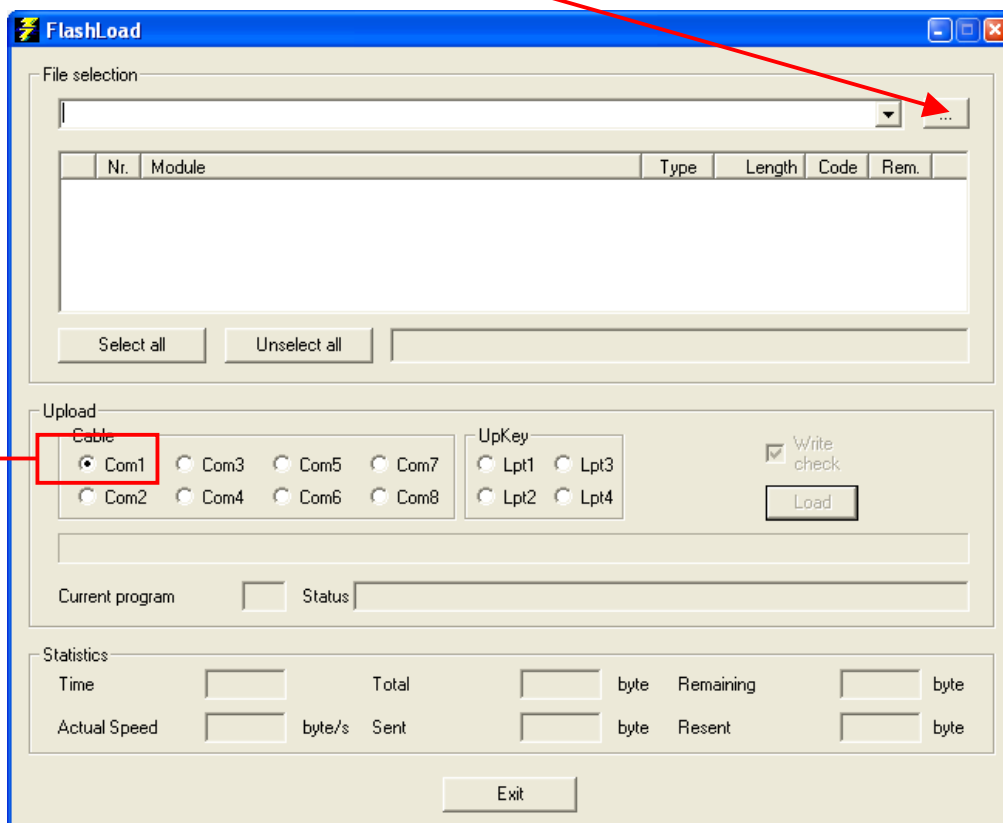 FlashLoad
File selection
...
Nr. Module Type Length Code Rem.
Select all Unselect all
Upload
Cable UpKey
Com1 Com3 Com5 Com7 Lpt1 Lpt3 Write check
Com2 Com4 Com6 Com8 Lpt2 Lpt4 Load
Current program Status
Statistics
Time Total byte Remaining byte
Actual Speed byte/s Sent byte Resent byte
Exit